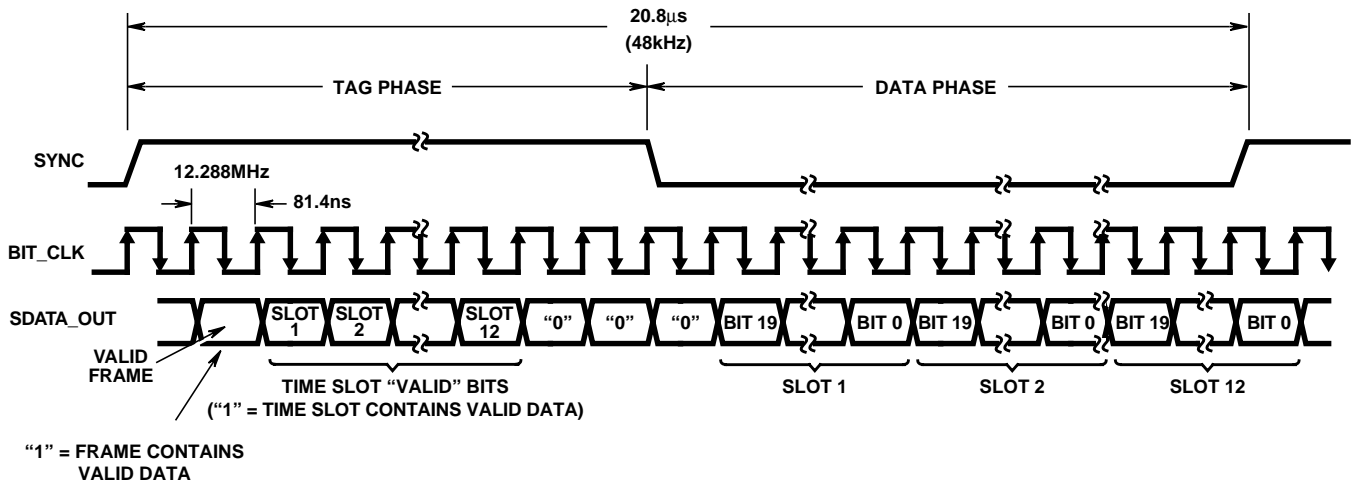 20.8µs
(48kHz)
TAG PHASE
DATA PHASE
SYNC
12.288MHz
81.4ns
BIT_CLK
SDATA_OUT
SLOT
1
SLOT
2
SLOT
12
“0”
“0”
“0”
BIT 19
BIT 0
BIT 19
BIT 0
BIT 19
BIT 0
VALID
FRAME
TIME SLOT “VALID” BITS
(“1” = TIME SLOT CONTAINS VALID DATA)
SLOT 1
SLOT 2
SLOT 12
“1” = FRAME CONTAINS
VALID DATA